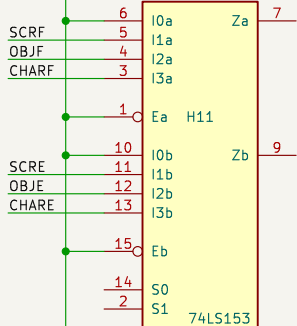 6 I0a Za 7
SCRF 5 I1a
OBJF 4 I2a
CHARF 3 I3a
1 Ea H11
10 I0b Zb 9
SCRE 11 I1b
OBJE 12 I2b
CHARE 13 I3b
15 Eb
14 S0
2 S1
74LS153